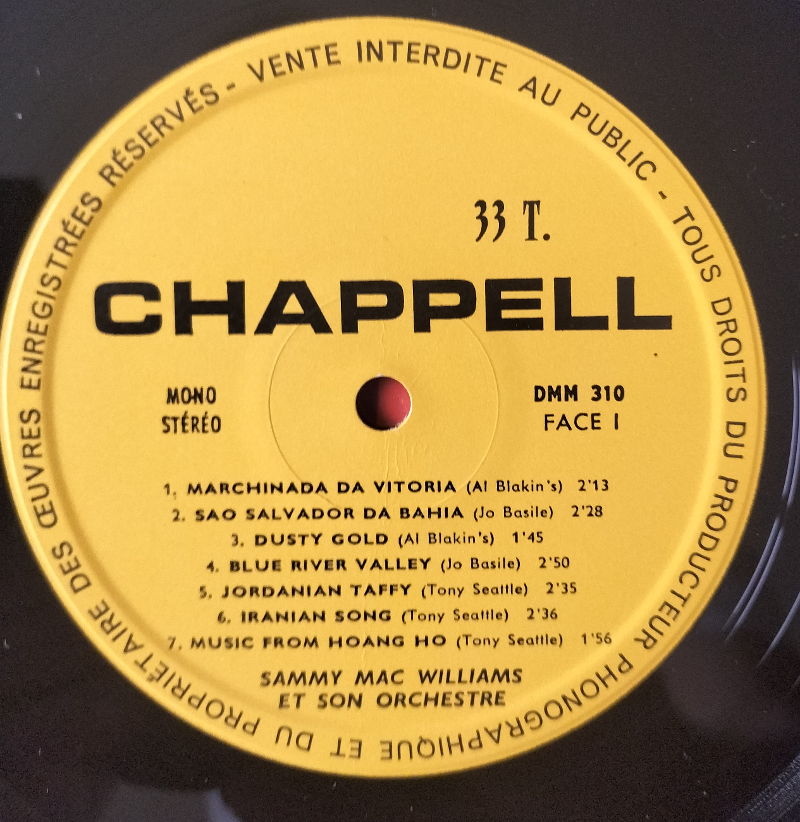 VENTE INTERDITE AU PUBLIC - TOUS DROITS DU PRODUCTEUR PHONOGRAPHIQUE ET DU PROPRIÉTAIRE DES ŒUVRES ENREGISTRÉES RÉSERVÉS -
33 T.
CHAPPELL
MONO
STÉRÉO
DMM 310
FACE I
1. MARCHINADA DA VITORIA (Al Blakin's) 2'13
2. SAO SALVADOR DA BAHIA (Jo Basile) 2'28
3. DUSTY GOLD (Al Blakin's) 1'45
4. BLUE RIVER VALLEY (Jo Basile) 2'50
5. JORDANIAN TAFFY (Tony Seattle) 2'35
6. IRANIAN SONG (Tony Seattle) 2'36
7. MUSIC FROM HOANG HO (Tony Seattle) 1'56
SAMMY MAC WILLIAMS
ET SON ORCHESTRE